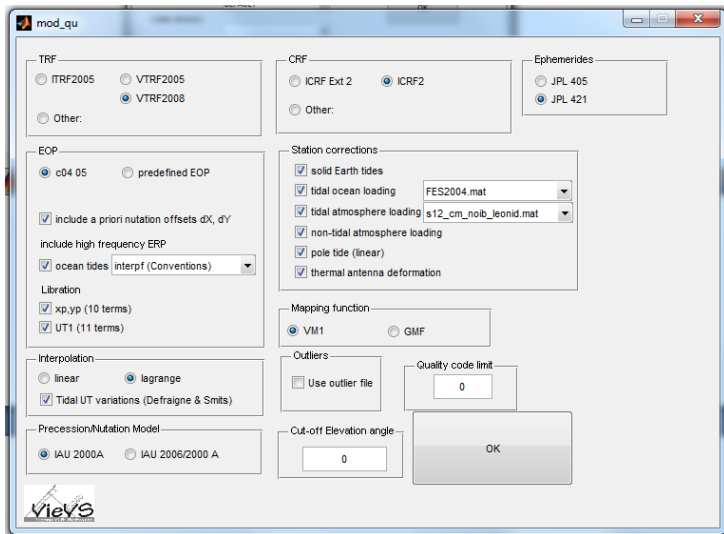 DEFAULT
OK
mod_qu
TRF
ITRF2005
VTRF2005
VTRF2008
Other:
CRF
ICRF Ext 2
ICRF2
Other:
Ephemerides
JPL 405
JPL 421
EOP
c04 05
predefined EOP
include a priori nutation offsets dX, dY
include high frequency ERP
ocean tides
interpf (Conventions)
Libration
xp,yp (10 terms)
UT1 (11 terms)
Station corrections
solid Earth tides
tidal ocean loading
FES2004.mat
tidal atmosphere loading
s12_cm_noib_leonid.mat
non-tidal atmosphere loading
pole tide (linear)
thermal antenna deformation
Mapping function
VM1
GMF
Interpolation
linear
lagrange
Tidal UT variations (Defraigne & Smits)
Outliers
Use outlier file
Quality code limit
0
Precession/Nutation Model
IAU 2000A
IAU 2006/2000 A
Cut-off Elevation angle
0
OK
VieVS